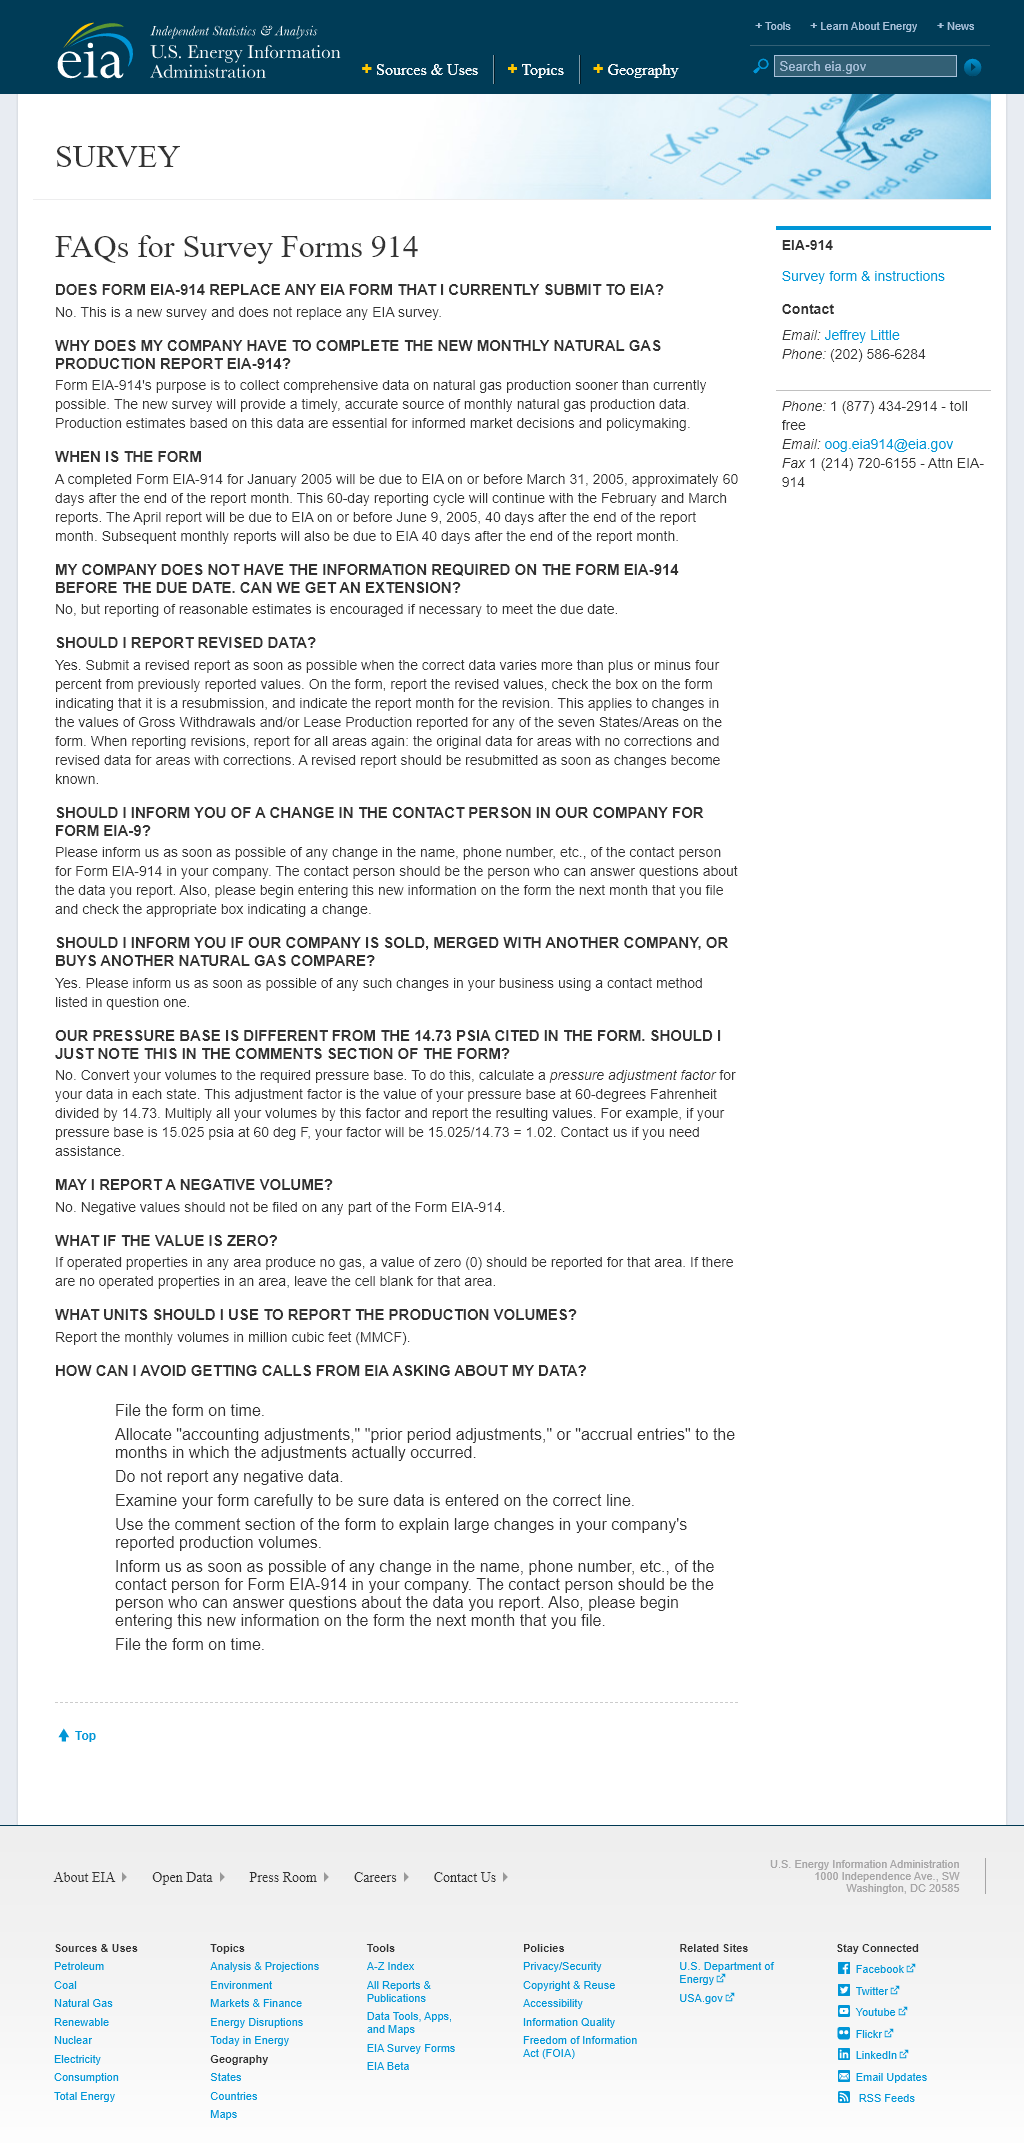 Independent Statistics & Analysis
eia U.S. Energy Information
Administration
Sources & Uses
Topics
Geography
Tools
Learn About Energy
News
Search eia.gov
No
Yes
No
Yes
Yes
No
No
SURVEY
FAQs for Survey Forms 914
DOES FORM EIA-914 REPLACE ANY EIA FORM THAT I CURRENTLY SUBMIT TO EIA?
No. This is a new survey and does not replace any EIA survey.
WHY DOES MY COMPANY HAVE TO COMPLETE THE NEW MONTHLY NATURAL GAS
PRODUCTION REPORT EIA-914?
Form EIA-914's purpose is to collect comprehensive data on natural gas production sooner than currently
possible. The new survey will provide a timely, accurate source of monthly natural gas production data.
Production estimates based on this data are essential for informed market decisions and policymaking.
WHEN IS THE FORM
A completed Form EIA-914 for January 2005 will be due to EIA on or before March 31, 2005, approximately 60
days after the end of the report month. This 60-day reporting cycle will continue with the February and March
reports. The April report will be due to EIA on or before June 9, 2005, 40 days after the end of the report
month. Subsequent monthly reports will also be due to EIA 40 days after the end of the report month.
MY COMPANY DOES NOT HAVE THE INFORMATION REQUIRED ON THE FORM EIA-914
BEFORE THE DUE DATE. CAN WE GET AN EXTENSION?
No, but reporting of reasonable estimates is encouraged if necessary to meet the due date.
SHOULD I REPORT REVISED DATA?
Yes. Submit a revised report as soon as possible when the correct data varies more than plus or minus four
percent from previously reported values. On the form, report the revised values, check the box on the form
indicating that it is a resubmission, and indicate the report month for the revision. This applies to changes in
the values of Gross Withdrawals and/or Lease Production reported for any of the seven States/Areas on the
form. When reporting revisions, report for all areas again: the original data for areas with no corrections and
revised data for areas with corrections. A revised report should be resubmitted as soon as changes become
known.
SHOULD I INFORM YOU OF A CHANGE IN THE CONTACT PERSON IN OUR COMPANY FOR
FORM EIA-9?
Please inform us as soon as possible of any change in the name, phone number, etc., of the contact person
for Form EIA-914 in your company. The contact person should be the person who can answer questions about
the data you report. Also, please begin entering this new information on the form the next month that you file
and check the appropriate box indicating a change.
SHOULD I INFORM YOU IF OUR COMPANY IS SOLD, MERGED WITH ANOTHER COMPANY, OR
BUYS ANOTHER NATURAL GAS COMPARE?
Yes. Please inform us as soon as possible of any such changes in your business using a contact method
listed in question one.
OUR PRESSURE BASE IS DIFFERENT FROM THE 14.73 PSIA CITED IN THE FORM. SHOULD I
JUST NOTE THIS IN THE COMMENTS SECTION OF THE FORM?
No. Convert your volumes to the required pressure base. To do this, calculate a pressure adjustment factor for
your data in each state. This adjustment factor is the value of your pressure base at 60-degrees Fahrenheit
divided by 14.73. Multiply all your volumes by this factor and report the resulting values. For example, if your
pressure base is 15.025 psia at 60 deg F, your factor will be 15.025/14.73 = 1.02. Contact us if you need
assistance.
MAY I REPORT A NEGATIVE VOLUME?
No. Negative values should not be filed on any part of the Form EIA-914.
WHAT IF THE VALUE IS ZERO?
If operated properties in any area produce no gas, a value of zero (0) should be reported for that area. If there
are no operated properties in an area, leave the cell blank for that area.
WHAT UNITS SHOULD I USE TO REPORT THE PRODUCTION VOLUMES?
Report the monthly volumes in million cubic feet (MMCF).
HOW CAN I AVOID GETTING CALLS FROM EIA ASKING ABOUT MY DATA?
File the form on time.
Allocate "accounting adjustments," "prior period adjustments," or "accrual entries" to the
months in which the adjustments actually occurred.
Do not report any negative data.
Examine your form carefully to be sure data is entered on the correct line.
Use the comment section of the form to explain large changes in your company's
reported production volumes.
Inform us as soon as possible of any change in the name, phone number, etc., of the
contact person for Form EIA-914 in your company. The contact person should be the
person who can answer questions about the data you report. Also, please begin
entering this new information on the form the next month that you file.
File the form on time.
Top
EIA-914
Survey form & instructions
Contact
Email: Jeffrey Little
Phone: (202) 586-6284
Phone: 1 (877) 434-2914 - toll
free
Email: oog.eia914@eia.gov
Fax 1 (214) 720-6155 - Attn EIA-
914
About EIA
Open Data
Press Room
Careers
Contact Us
U.S. Energy Information Administration
1000 Independence Ave., SW
Washington, DC 20585
Sources & Uses
Petroleum
Coal
Natural Gas
Renewable
Nuclear
Electricity
Consumption
Total Energy
Topics
Analysis & Projections
Environment
Markets & Finance
Energy Disruptions
Today in Energy
Geography
States
Countries
Maps
Tools
A-Z Index
All Reports &
Publications
Data Tools, Apps,
and Maps
EIA Survey Forms
EIA Beta
Policies
Privacy/Security
Copyright & Reuse
Accessibility
Information Quality
Freedom of Information
Act (FOIA)
Related Sites
U.S. Department of
Energy
USA.gov
Stay Connected
Facebook
Twitter
Youtube
Flickr
LinkedIn
Email Updates
RSS Feeds